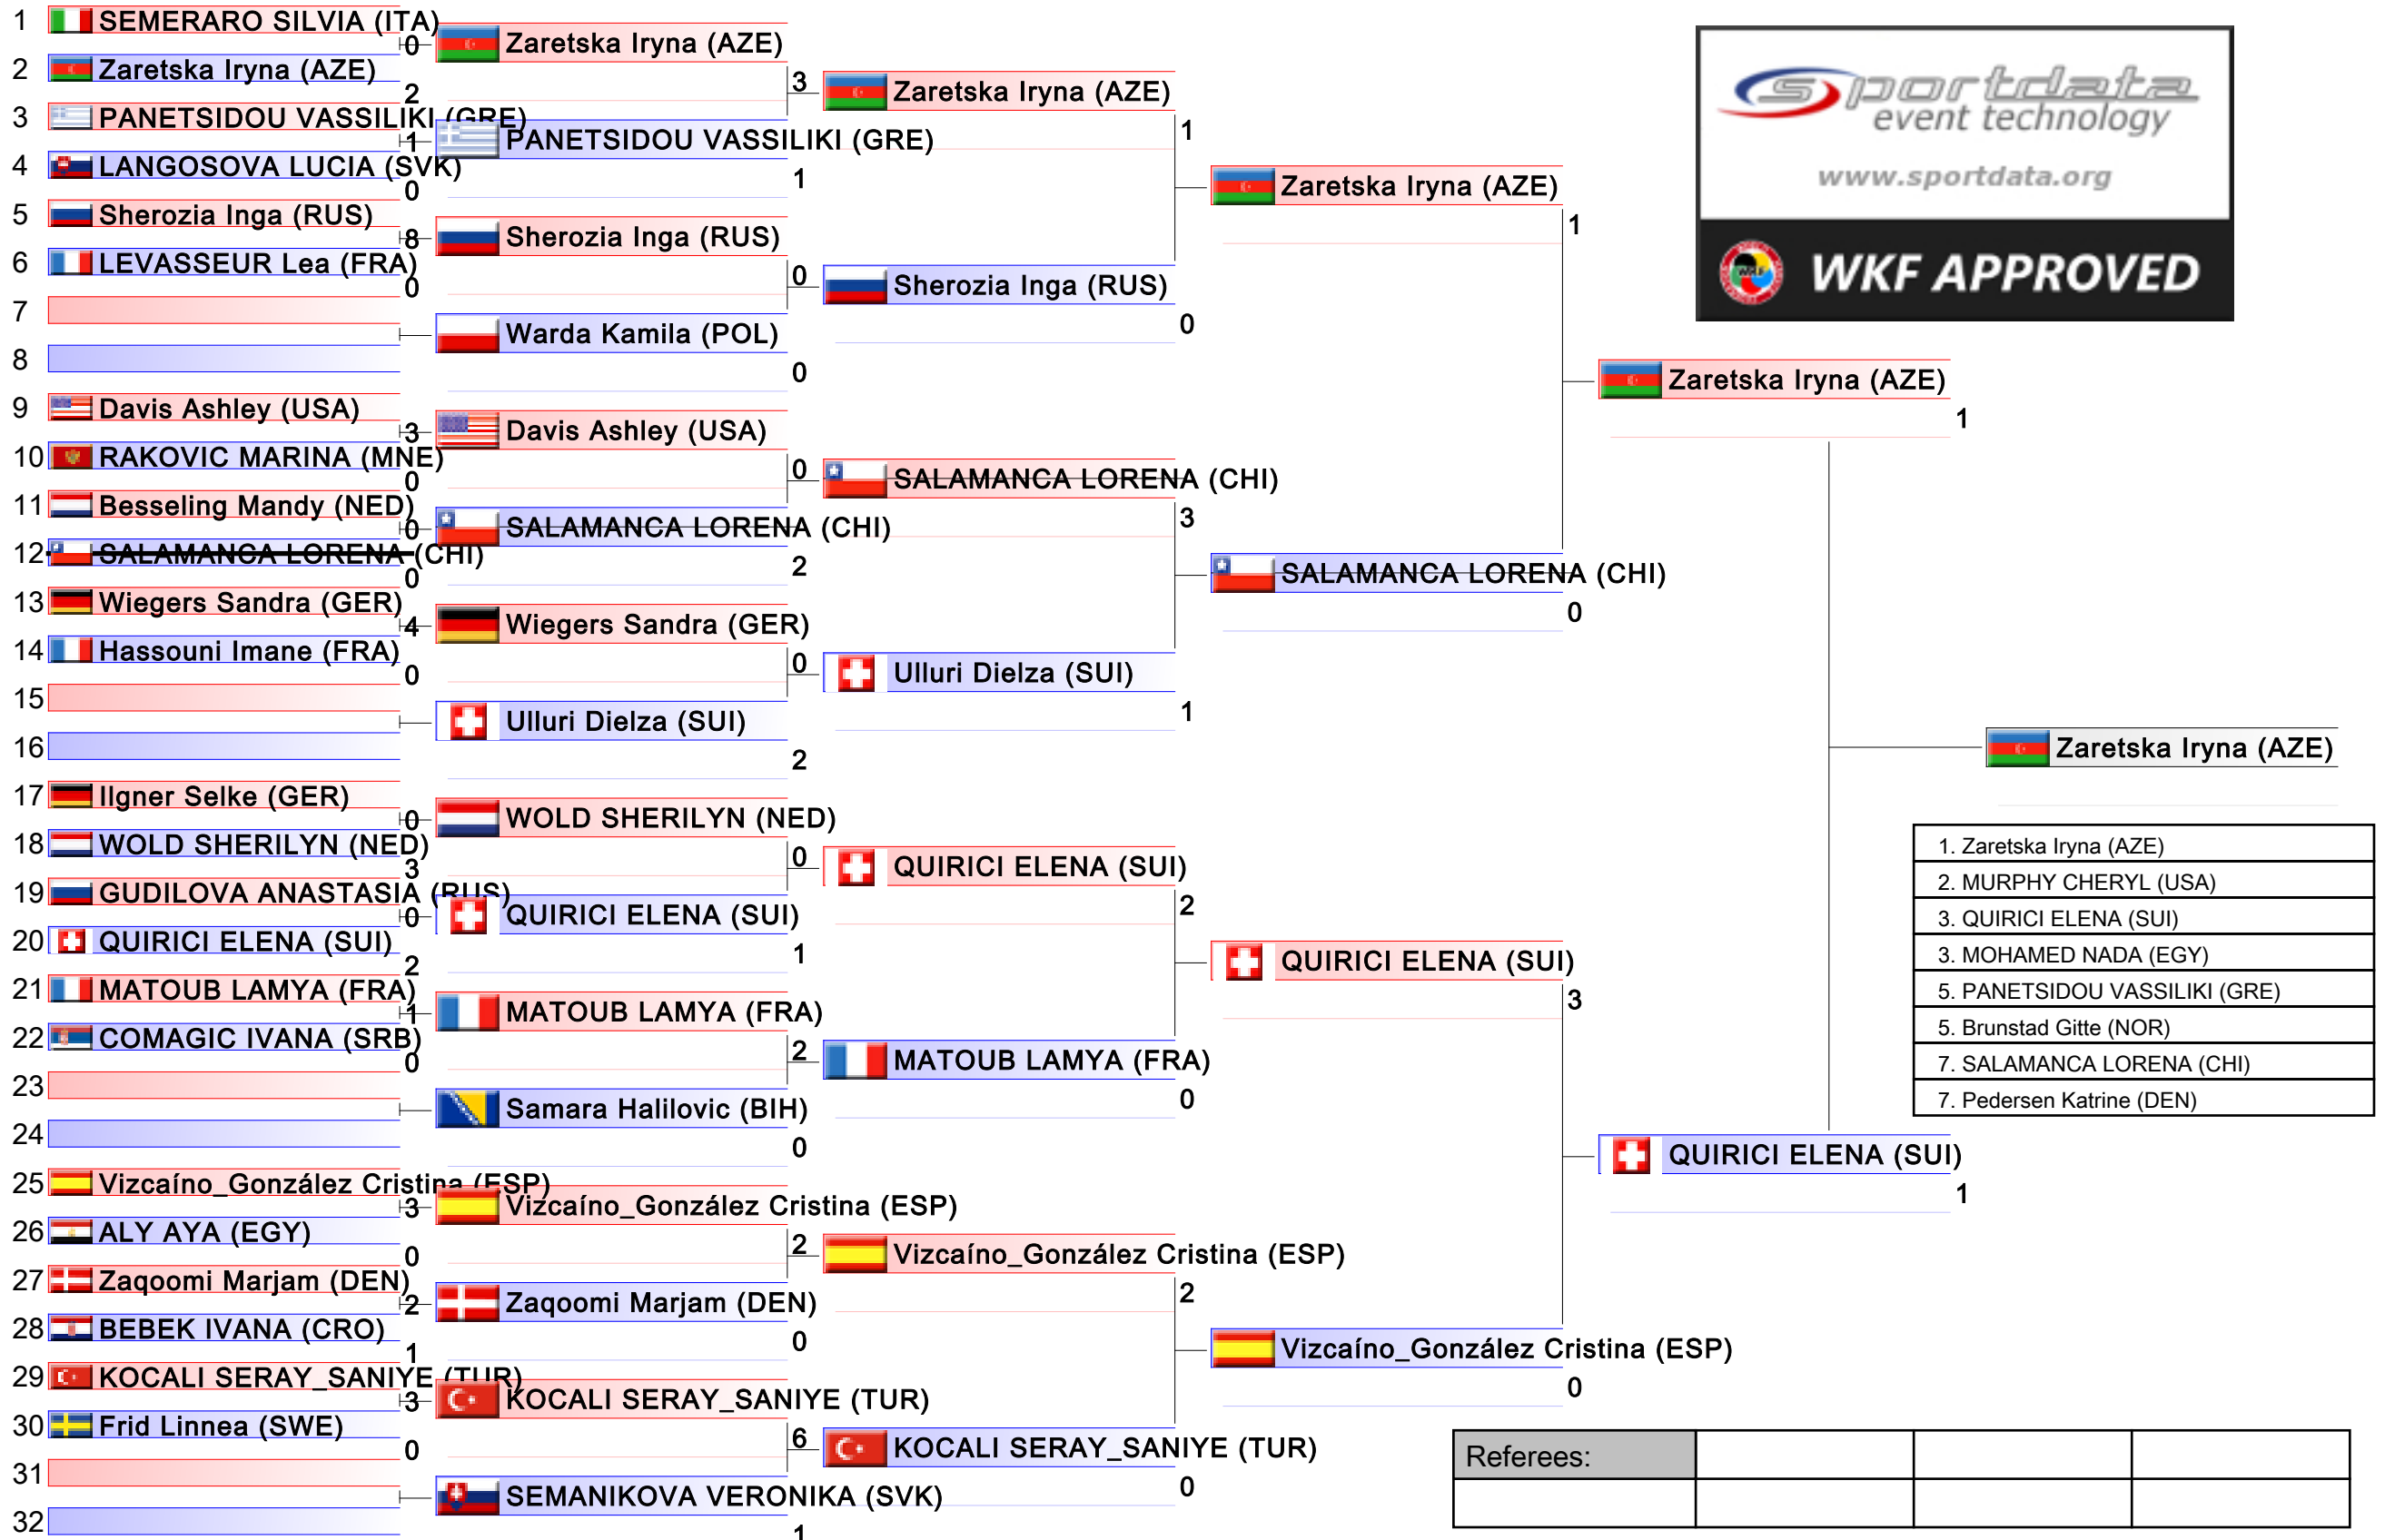 1 SEMERARO SILVIA (ITA)
0
2 Zaretska Iryna (AZE)
2
3 PANETSIDOU VASSILIKI (GRE)
1
4 LANGOSOVA LUCIA (SVK)
0
5 Sherozia Inga (RUS)
8
6 LEVASSEUR Lea (FRA)
0
7
8
9 Davis Ashley (USA)
3
10 RAKOVIC MARINA (MNE)
0
11 Besseling Mandy (NED)
0
12 SALAMANCA LORENA (CHI)
0
13 Wiegers Sandra (GER)
4
14 Hassouni Imane (FRA)
0
15
16
17 Ilgner Selke (GER)
0
18 WOLD SHERILYN (NED)
3
19 GUDILOVA ANASTASIA (RUS)
0
20 QUIRICI ELENA (SUI)
2
21 MATOUB LAMYA (FRA)
1
22 COMAGIC IVANA (SRB)
0
23
24
25 Vizcaíno_González Cristina (ESP)
3
26 ALY AYA (EGY)
0
27 Zaqoomi Marjam (DEN)
2
28 BEBEK IVANA (CRO)
1
29 KOCALI SERAY_SANIYE (TUR)
3
30 Frid Linnea (SWE)
0
31
32
Zaretska Iryna (AZE)
3
PANETSIDOU VASSILIKI (GRE)
1
Sherozia Inga (RUS)
0
Warda Kamila (POL)
0
Davis Ashley (USA)
0
SALAMANCA LORENA (CHI)
2
Wiegers Sandra (GER)
0
Ulluri Dielza (SUI)
2
WOLD SHERILYN (NED)
0
QUIRICI ELENA (SUI)
1
MATOUB LAMYA (FRA)
2
Samara Halilovic (BIH)
0
Vizcaíno_González Cristina (ESP)
2
Zaqoomi Marjam (DEN)
0
KOCALI SERAY_SANIYE (TUR)
6
SEMANIKOVA VERONIKA (SVK)
1
Zaretska Iryna (AZE)
1
Sherozia Inga (RUS)
0
SALAMANCA LORENA (CHI)
3
Ulluri Dielza (SUI)
1
QUIRICI ELENA (SUI)
2
MATOUB LAMYA (FRA)
0
Vizcaíno_González Cristina (ESP)
2
KOCALI SERAY_SANIYE (TUR)
0
Zaretska Iryna (AZE)
1
SALAMANCA LORENA (CHI)
0
QUIRICI ELENA (SUI)
3
Vizcaíno_González Cristina (ESP)
0
Zaretska Iryna (AZE)
1
QUIRICI ELENA (SUI)
1
Zaretska Iryna (AZE)
sportdata
event technology
www.sportdata.org
WKF
WKF APPROVED
1. Zaretska Iryna (AZE)
2. MURPHY CHERYL (USA)
3. QUIRICI ELENA (SUI)
3. MOHAMED NADA (EGY)
5. PANETSIDOU VASSILIKI (GRE)
5. Brunstad Gitte (NOR)
7. SALAMANCA LORENA (CHI)
7. Pedersen Katrine (DEN)
Referees: